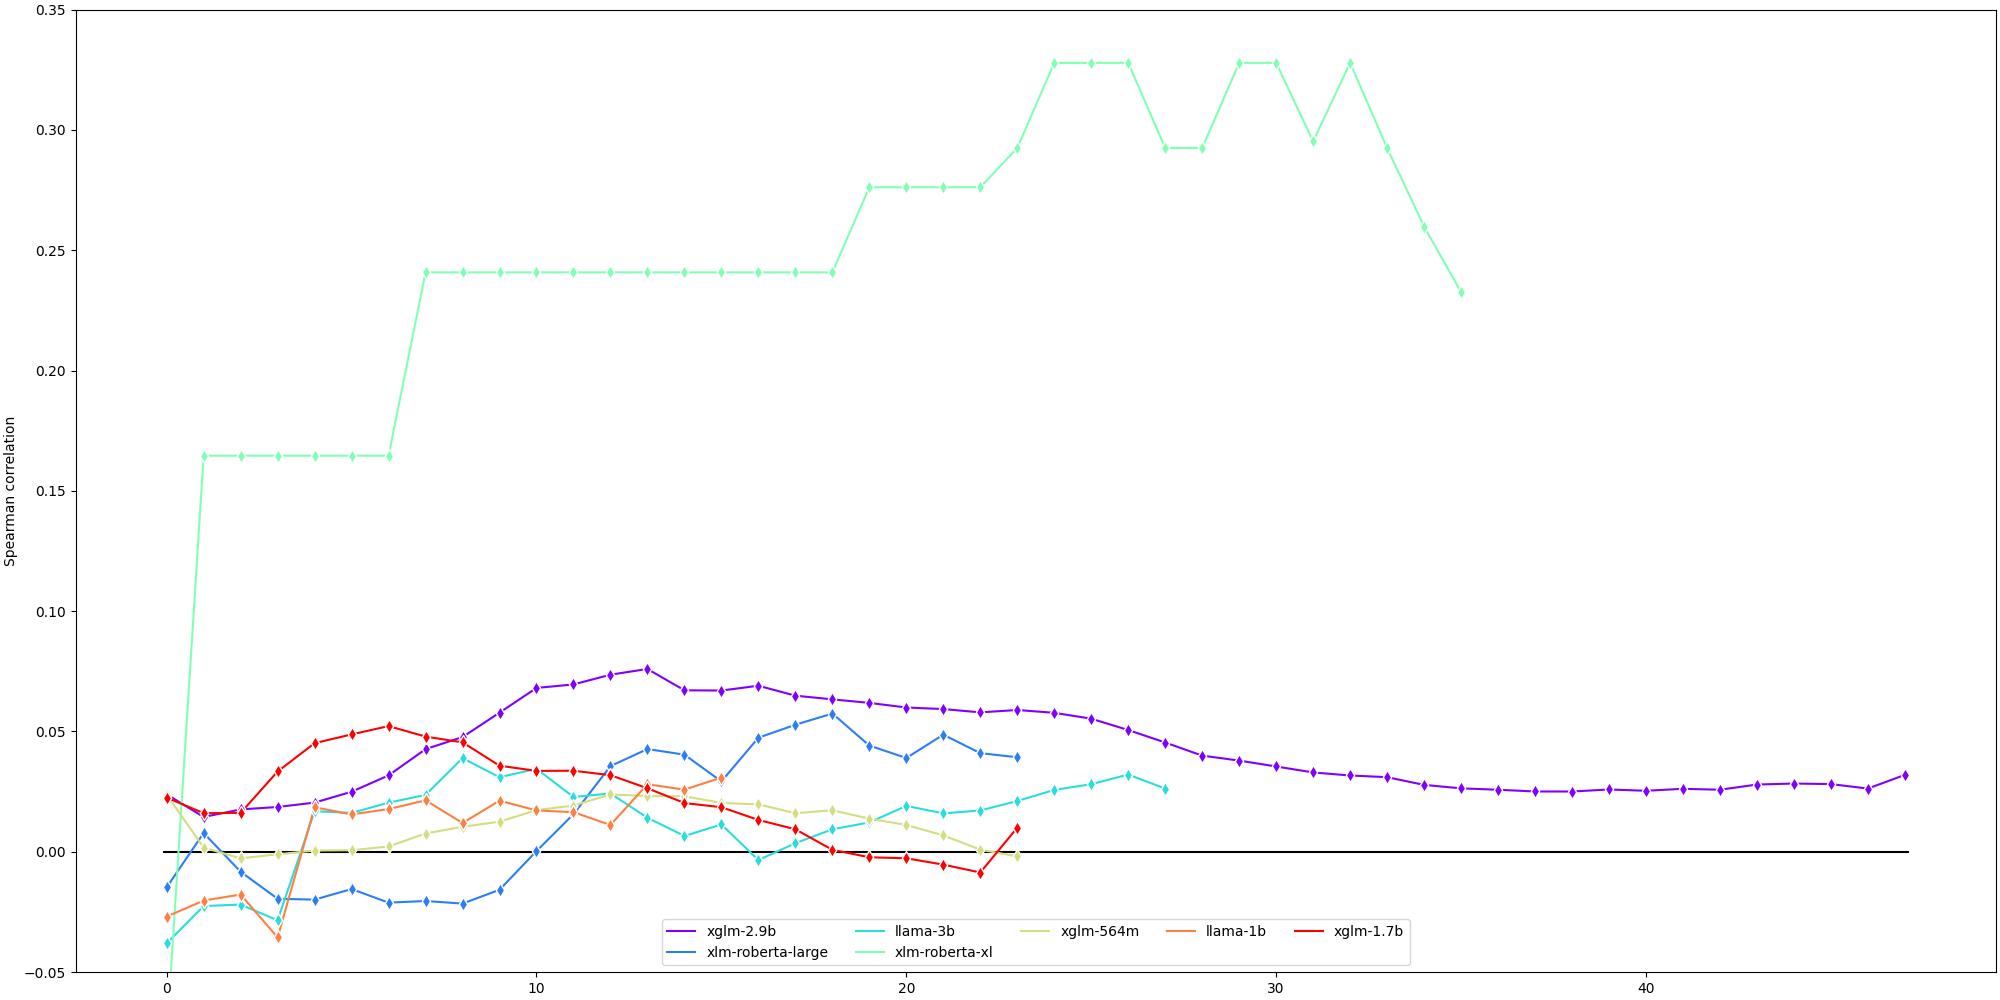 0.35
0.30
0.25
0.20
0.15
0.10
0.05
0.00
−0.05
Spearman correlation
0 10 20 30 40
xglm-2.9b llama-3b xglm-564m llama-1b xglm-1.7b
xlm-roberta-large xlm-roberta-xl